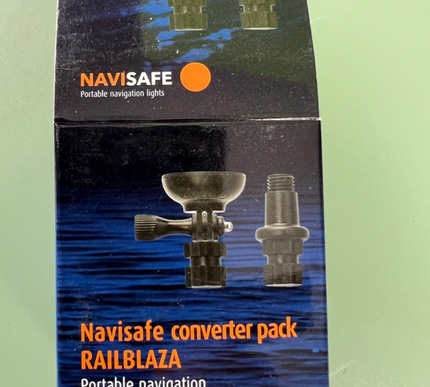 NAVISAFE
Portable navigation lights
Navisafe converter pack
RAILBLAZA
Portable navigation